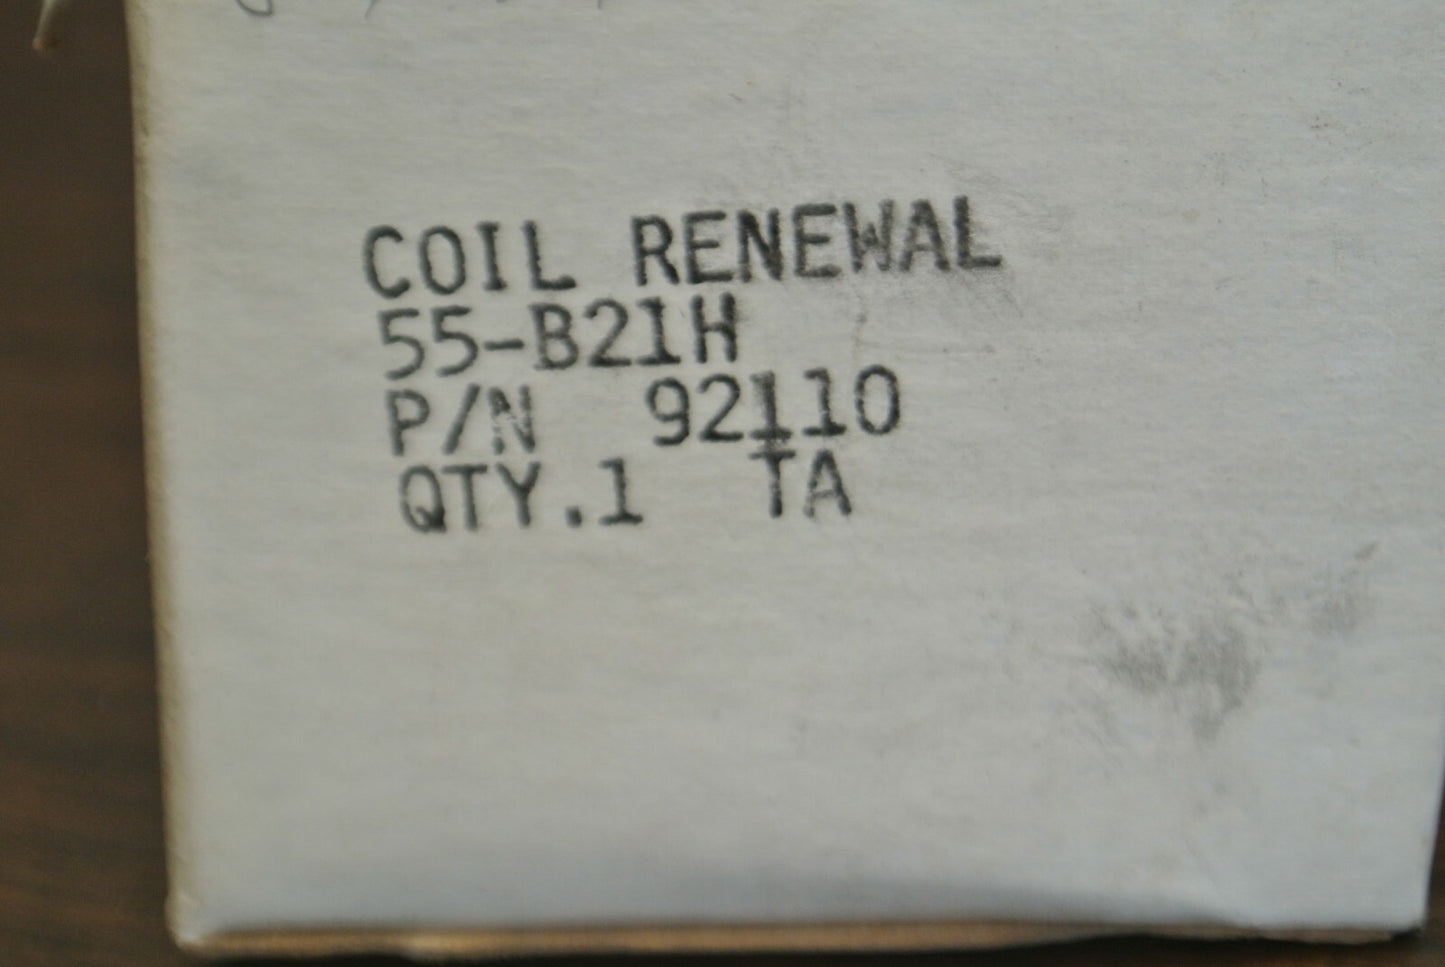 COIL RENEWAL
55-B21H
P/N 92110
QTY.1 TA